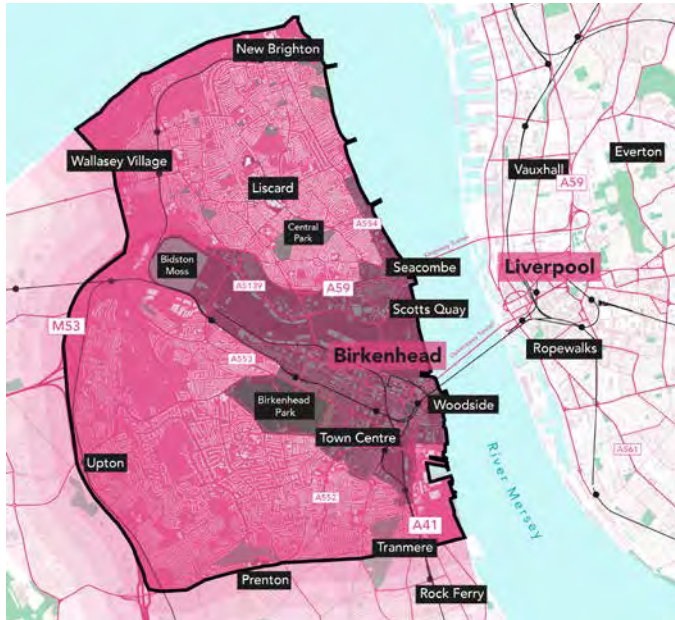 New Brighton
Everton
Wallasey Village
Vauxhall
A59
Liscard
Central
Park
A554
Bidston
Moss
Seacombe
Liverpool
A5139
A59
Scotts Quay
M53
Ropewalks
A553
Birkenhead
Birkenhead
Park
Woodside
Town Centre
Upton
A561
A552
River Mersey
A41
Tranmere
Prenton
Rock Ferry